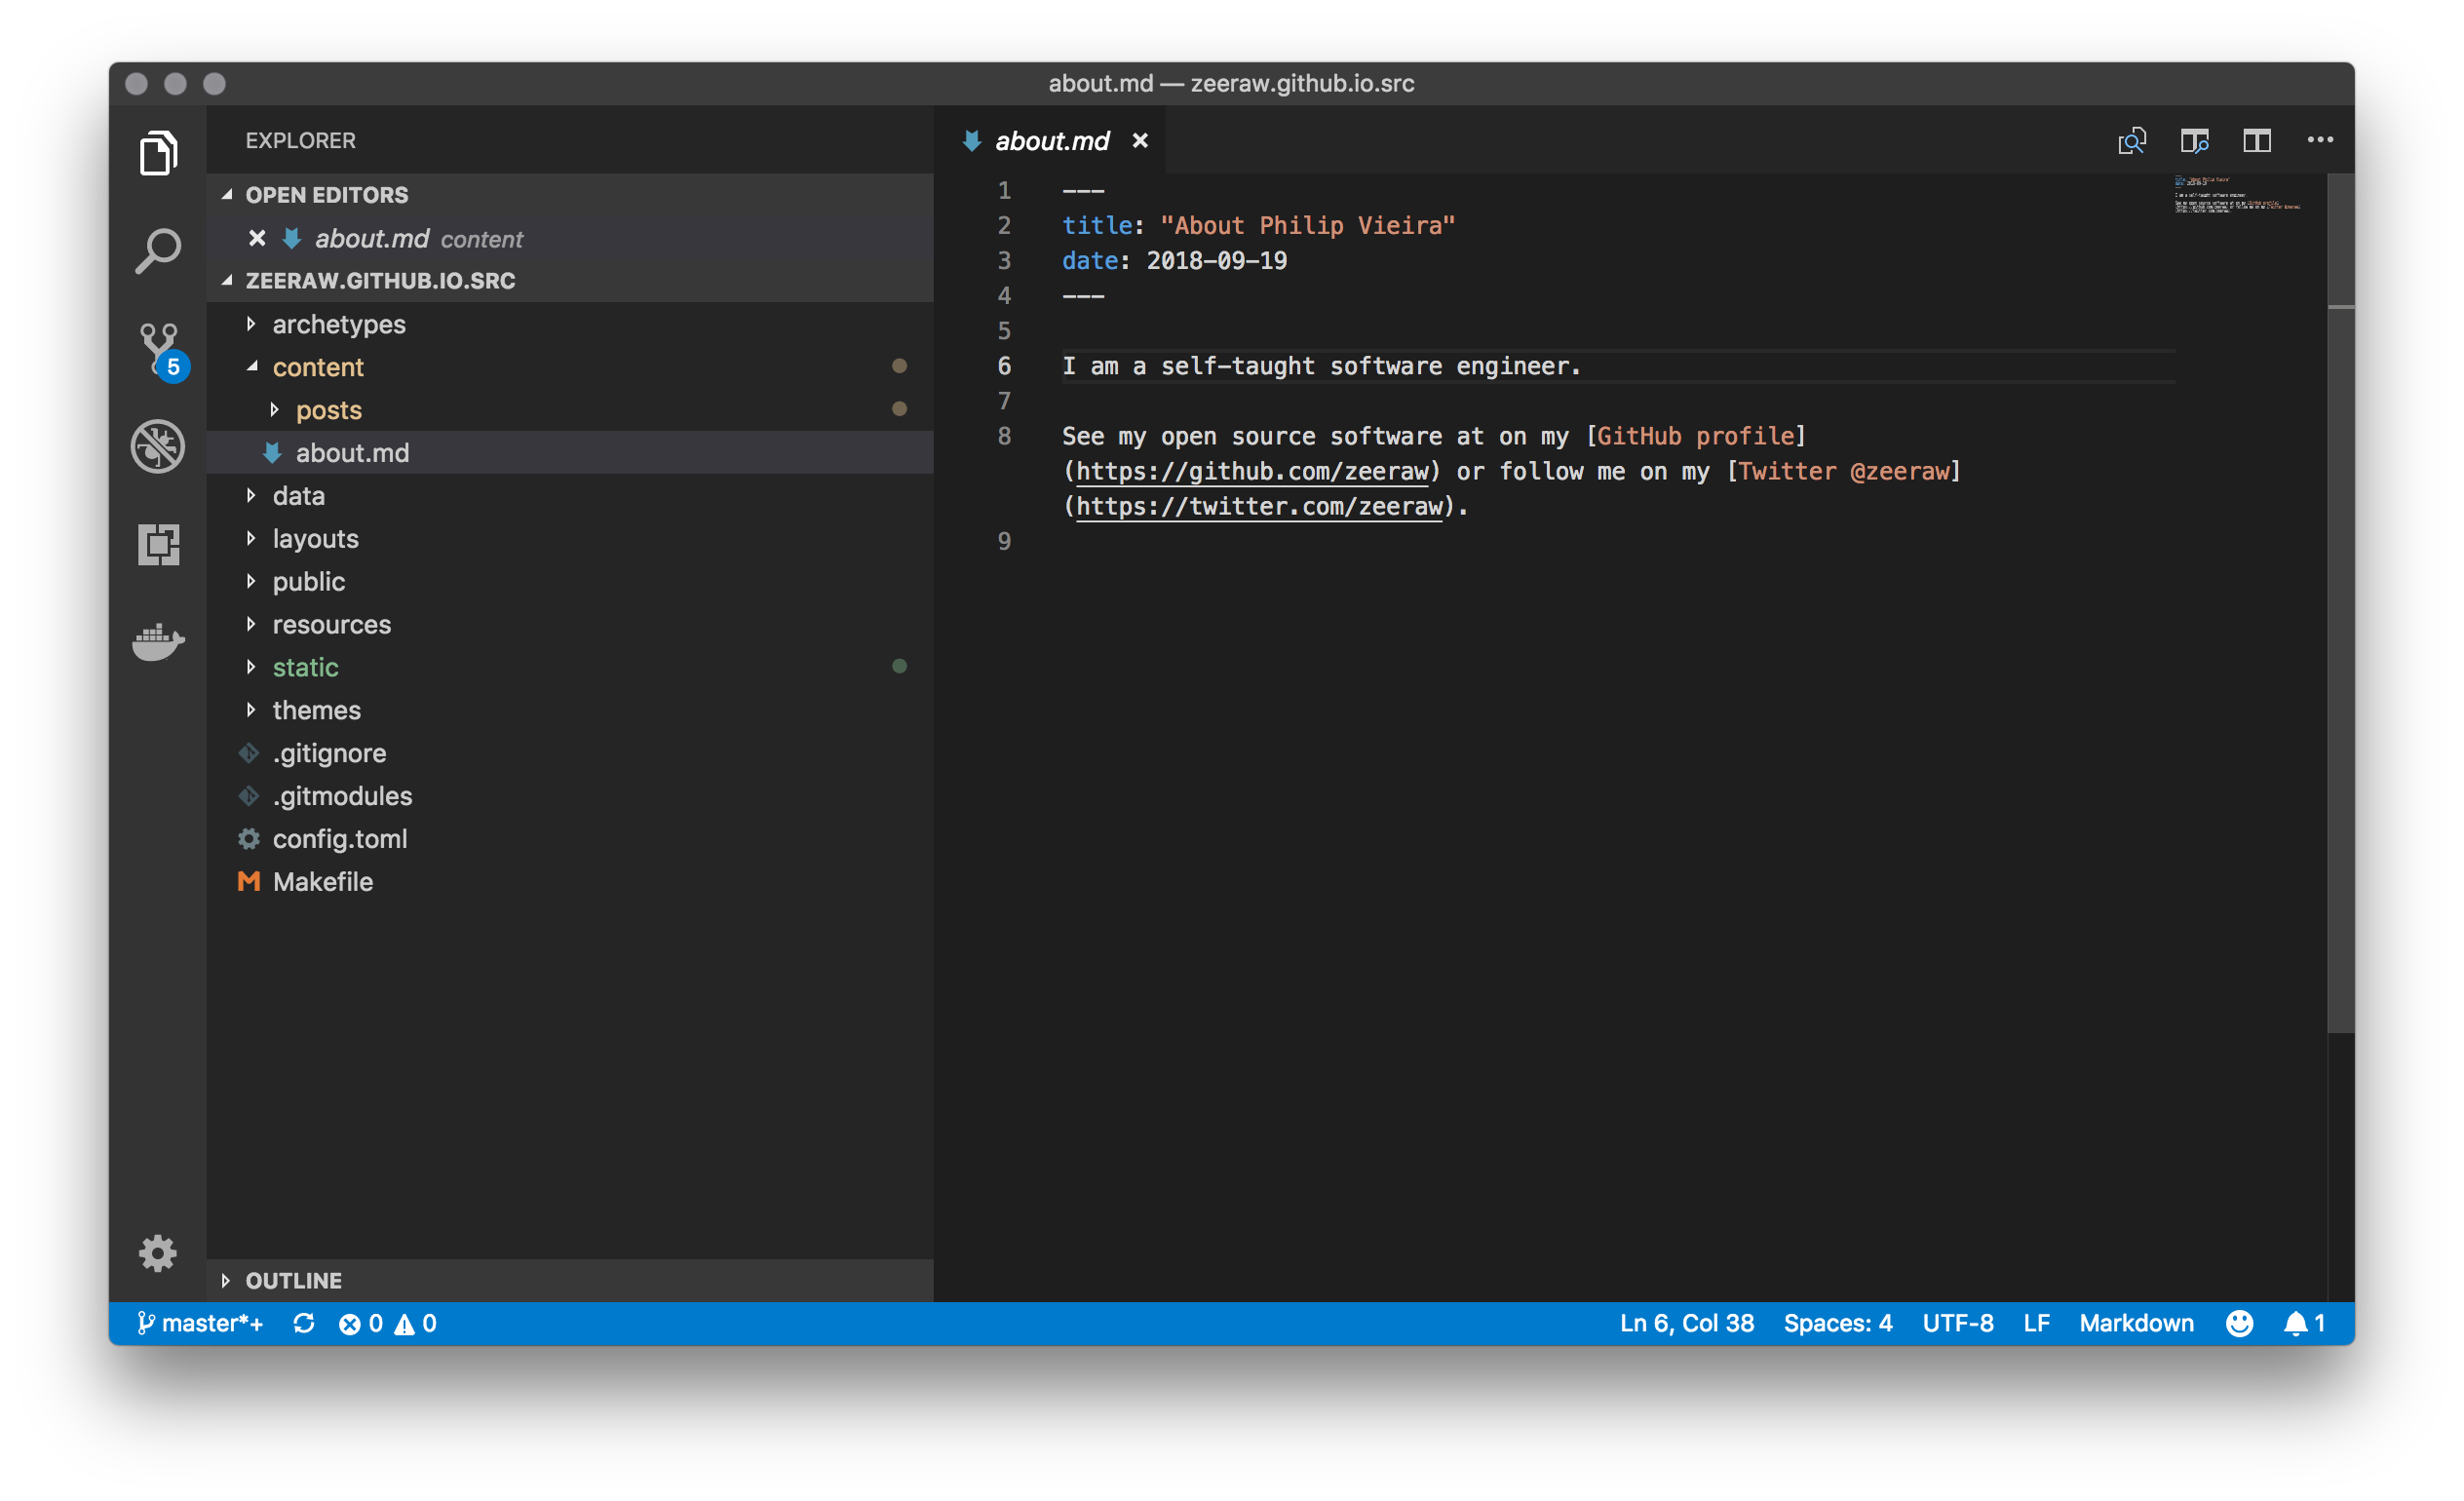 about.md — zeeraw.github.io.src
EXPLORER
OPEN EDITORS
about.md content
ZEERAW.GITHUB.IO.SRC
archetypes
content
posts
about.md
data
layouts
public
resources
static
themes
.gitignore
.gitmodules
config.toml
M Makefile
OUTLINE
5
about.md
1 ---
2 title: "About Philip Vieira"
3 date: 2018-09-19
4 ---
5
6 I am a self-taught software engineer.
7
8 See my open source software at on my [GitHub profile]
(https://github.com/zeeraw) or follow me on my [Twitter @zeeraw]
(https://twitter.com/zeeraw).
9
master*+ 0 0 Ln 6, Col 38 Spaces: 4 UTF-8 LF Markdown 1